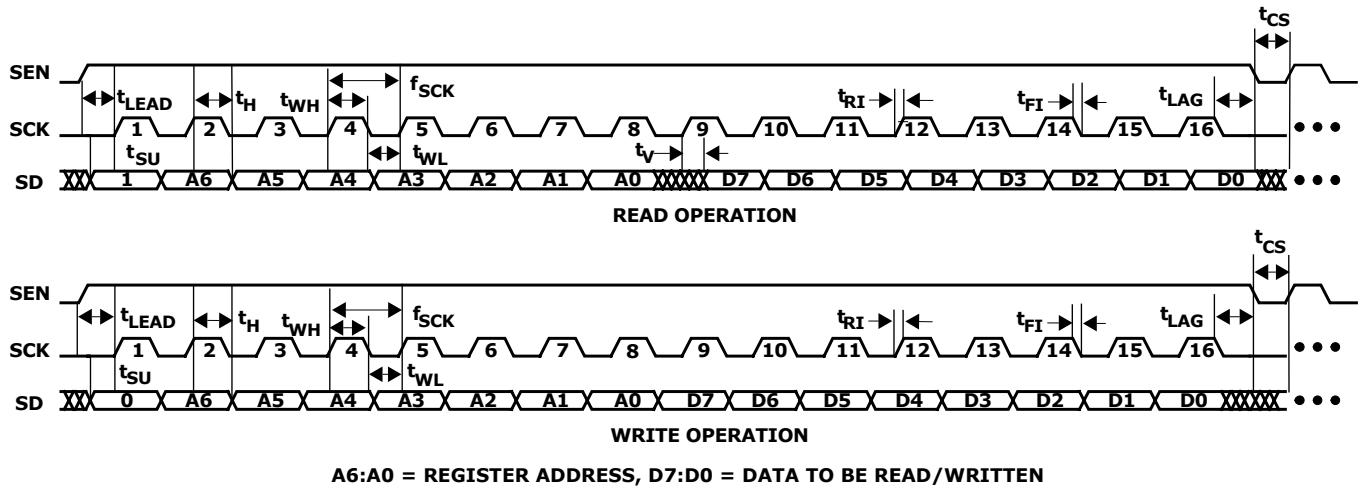 tCS
SEN
tLEAD tH tWH fSCK tRI tFI tLAG
SCK 1 2 3 4 5 6 7 8 9 10 11 12 13 14 15 16
tSU tWL tV
SD 1 A6 A5 A4 A3 A2 A1 A0 D7 D6 D5 D4 D3 D2 D1 D0
READ OPERATION
tCS
SEN
tLEAD tH tWH fSCK tRI tFI tLAG
SCK 1 2 3 4 5 6 7 8 9 10 11 12 13 14 15 16
tSU tWL
SD 0 A6 A5 A4 A3 A2 A1 A0 D7 D6 D5 D4 D3 D2 D1 D0
WRITE OPERATION
A6:A0 = REGISTER ADDRESS, D7:D0 = DATA TO BE READ/WRITTEN